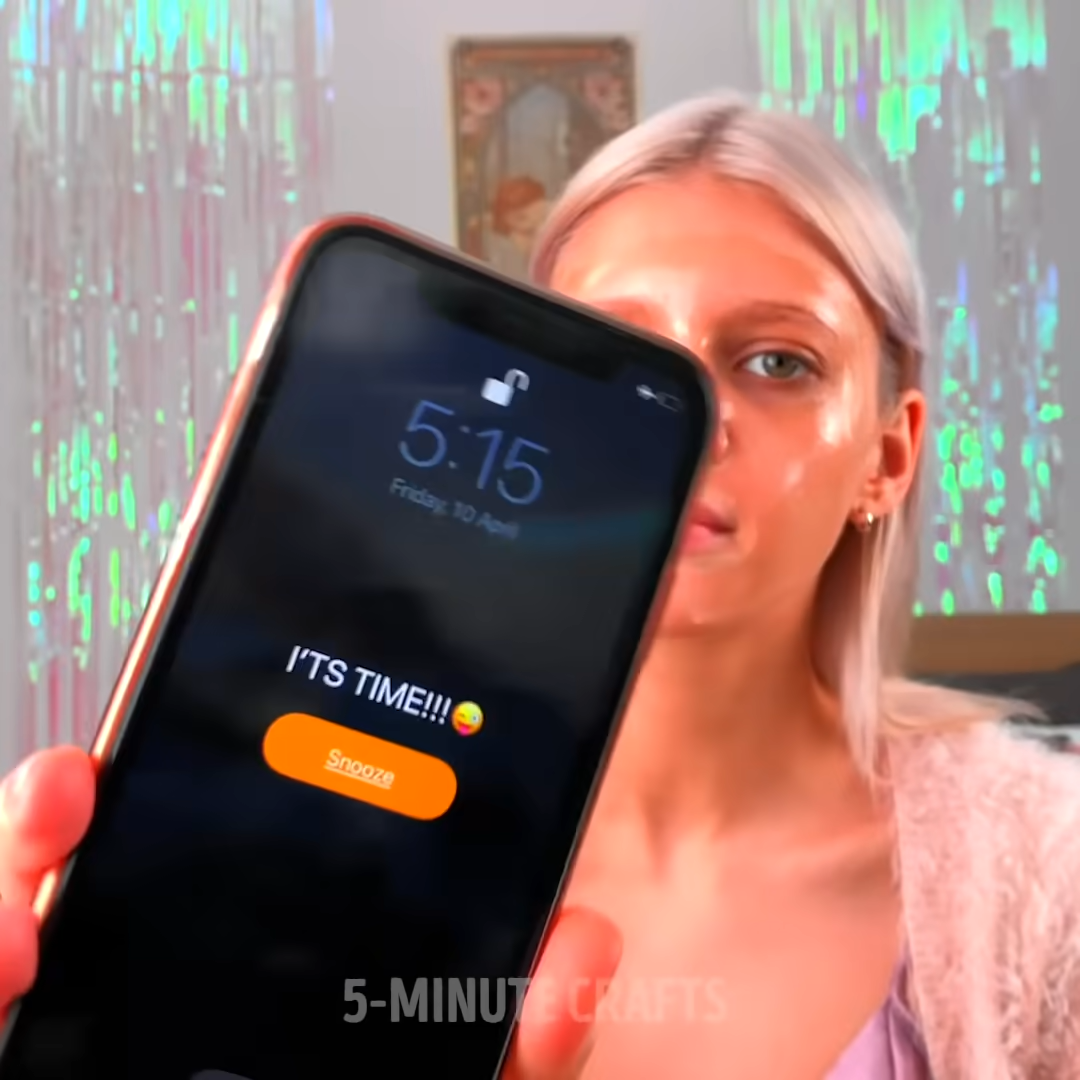 5:15
Friday, 10 April
I'TS TIME!!!😜
Snooze
5-MINUTE CRAFTS